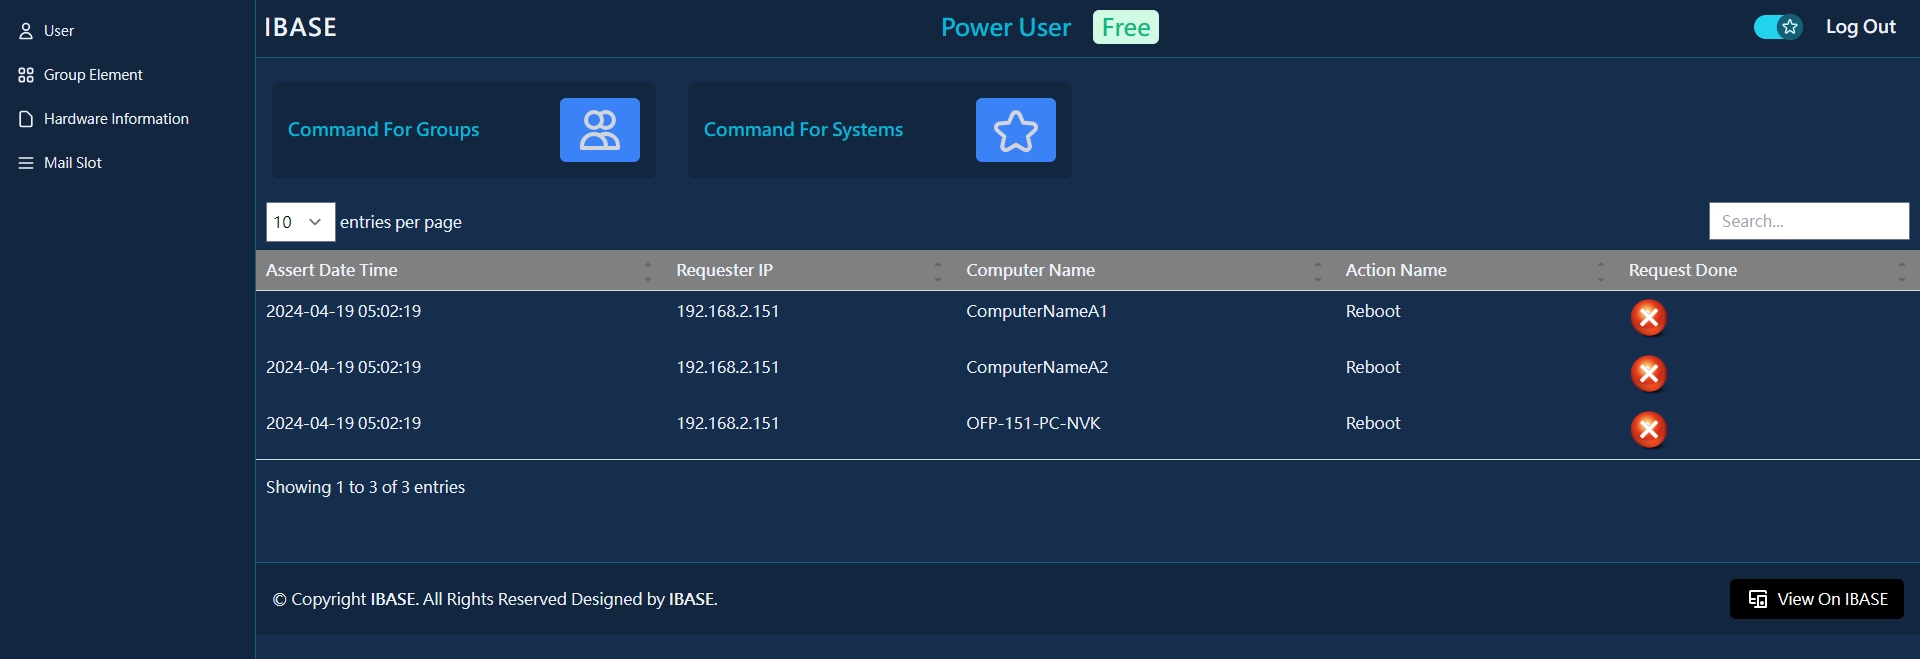 User
Group Element
Hardware Information
Mail Slot
IBASE
Power User Free
Log Out
Command For Groups
Command For Systems
10 entries per page
Search...
Assert Date Time Requester IP Computer Name Action Name Request Done
2024-04-19 05:02:19 192.168.2.151 ComputerNameA1 Reboot
2024-04-19 05:02:19 192.168.2.151 ComputerNameA2 Reboot
2024-04-19 05:02:19 192.168.2.151 OFP-151-PC-NVK Reboot
Showing 1 to 3 of 3 entries
© Copyright IBASE. All Rights Reserved Designed by IBASE.
View On IBASE